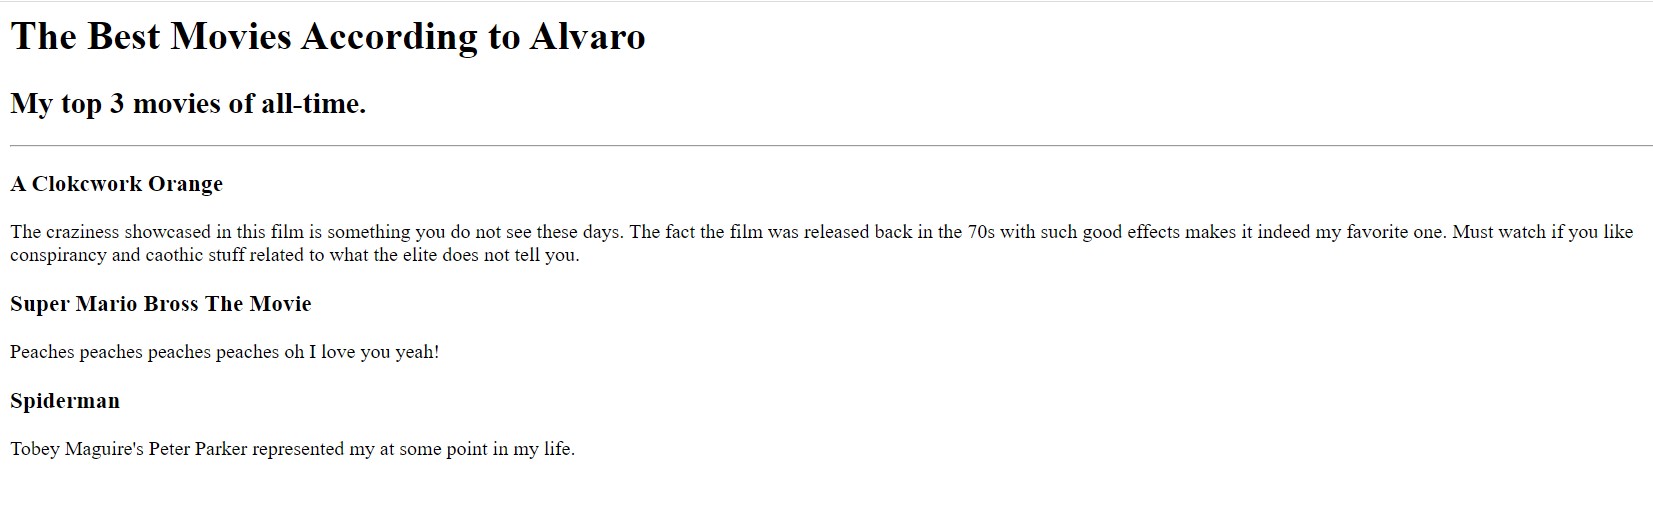 The Best Movies According to Alvaro
My top 3 movies of all-time.
A Clokcwork Orange
The craziness showcased in this film is something you do not see these days. The fact the film was released back in the 70s with such good effects makes it indeed my favorite one. Must watch if you like
conspirancy and caothic stuff related to what the elite does not tell you.
Super Mario Bross The Movie
Peaches peaches peaches peaches oh I love you yeah!
Spiderman
Tobey Maguire's Peter Parker represented my at some point in my life.